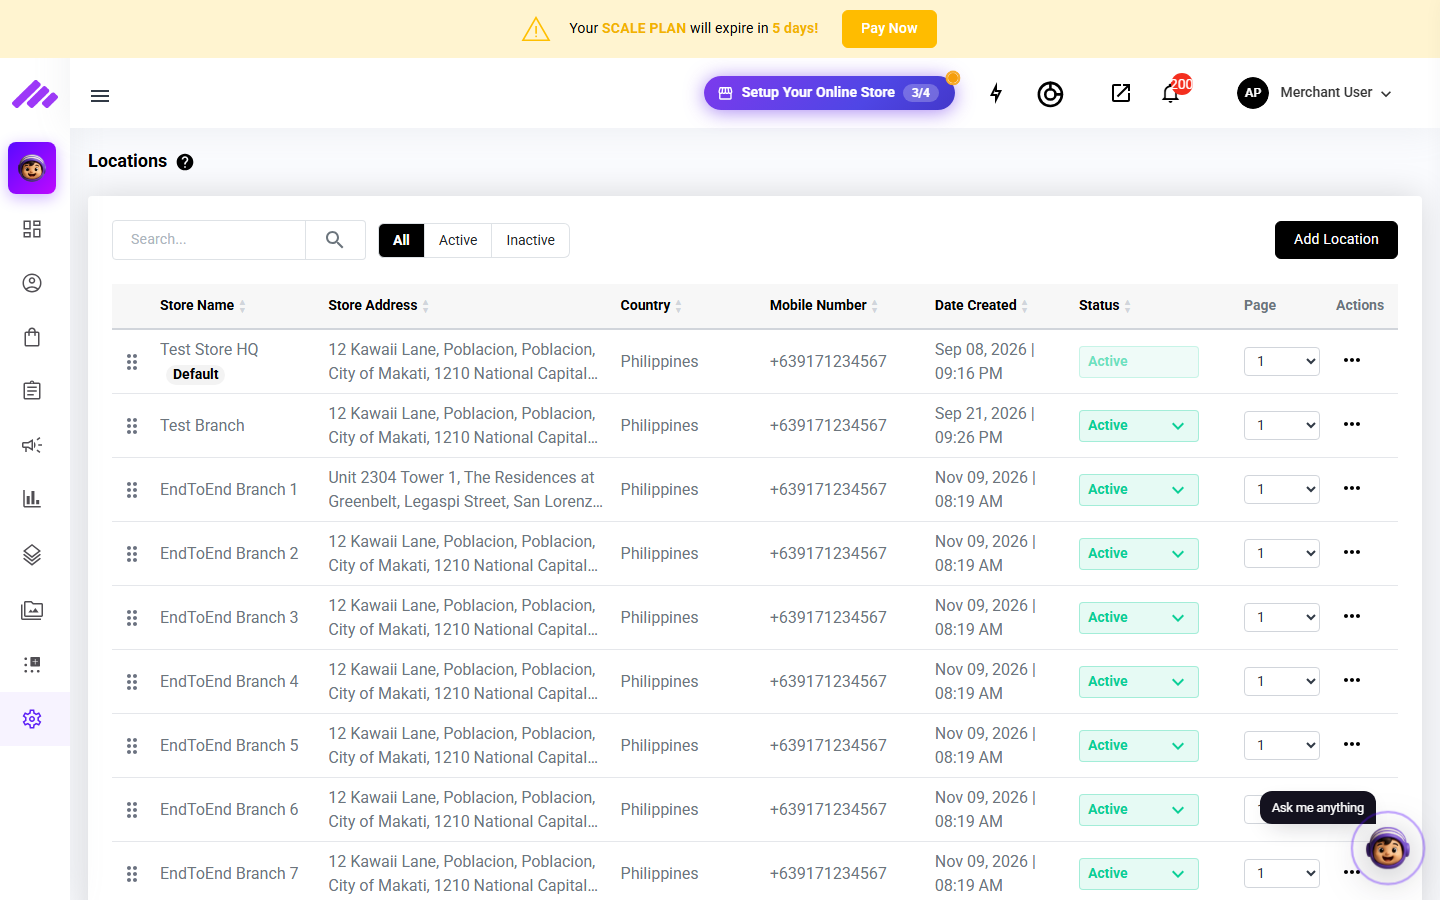 Your SCALE PLAN will expire in 5 days!
Pay Now
Setup Your Online Store 3/4
200
AP
Merchant User
Locations
Search...
All
Active
Inactive
Add Location
Store Name
Store Address
Country
Mobile Number
Date Created
Status
Page
Actions
Test Store HQ
Default
12 Kawaii Lane, Poblacion, Poblacion,
City of Makati, 1210 National Capital...
Philippines
+639171234567
Sep 08, 2026 |
09:16 PM
Active
1
Test Branch
12 Kawaii Lane, Poblacion, Poblacion,
City of Makati, 1210 National Capital...
Philippines
+639171234567
Sep 21, 2026 |
09:26 PM
Active
1
EndToEnd Branch 1
Unit 2304 Tower 1, The Residences at
Greenbelt, Legaspi Street, San Lorenz...
Philippines
+639171234567
Nov 09, 2026 |
08:19 AM
Active
1
EndToEnd Branch 2
12 Kawaii Lane, Poblacion, Poblacion,
City of Makati, 1210 National Capital...
Philippines
+639171234567
Nov 09, 2026 |
08:19 AM
Active
1
EndToEnd Branch 3
12 Kawaii Lane, Poblacion, Poblacion,
City of Makati, 1210 National Capital...
Philippines
+639171234567
Nov 09, 2026 |
08:19 AM
Active
1
EndToEnd Branch 4
12 Kawaii Lane, Poblacion, Poblacion,
City of Makati, 1210 National Capital...
Philippines
+639171234567
Nov 09, 2026 |
08:19 AM
Active
1
EndToEnd Branch 5
12 Kawaii Lane, Poblacion, Poblacion,
City of Makati, 1210 National Capital...
Philippines
+639171234567
Nov 09, 2026 |
08:19 AM
Active
1
EndToEnd Branch 6
12 Kawaii Lane, Poblacion, Poblacion,
City of Makati, 1210 National Capital...
Philippines
+639171234567
Nov 09, 2026 |
08:19 AM
Active
Ask me anything
EndToEnd Branch 7
12 Kawaii Lane, Poblacion, Poblacion,
City of Makati, 1210 National Capital...
Philippines
+639171234567
Nov 09, 2026 |
08:19 AM
Active
1